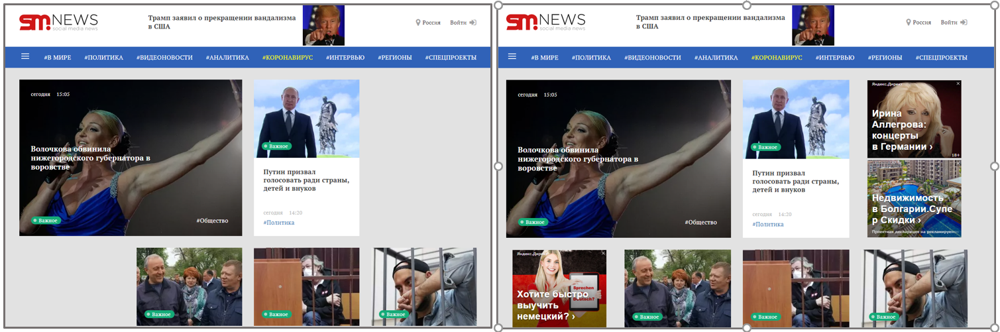 sm.NEWS
social media news
Трамп заявил о прекращении вандализма
в США
Россия
Войти
#В МИРЕ
#ПОЛИТИКА
#ВИДЕОНОВОСТИ
#АНАЛИТИКА
#КОРОНАВИРУС
#ИНТЕРВЬЮ
#РЕГИОНЫ
#СПЕЦПРОЕКТЫ
сегодня 15:05
Волочкова обвинила
нижегородского губернатора в
воровстве
Важное
#Общество
Важное
Путин призвал
голосовать ради страны,
детей и внуков
сегодня 14:20
#Политика
Важное
Важное
Важное
sm.NEWS
social media news
Трамп заявил о прекращении вандализма
в США
Россия
Войти
#В МИРЕ
#ПОЛИТИКА
#ВИДЕОНОВОСТИ
#АНАЛИТИКА
#КОРОНАВИРУС
#ИНТЕРВЬЮ
#РЕГИОНЫ
#СПЕЦПРОЕКТЫ
сегодня 15:05
Волочкова обвинила
нижегородского губернатора в
воровстве
Важное
#Общество
Важное
Путин призвал
голосовать ради страны,
детей и внуков
сегодня 14:20
#Политика
Яндекс.Директ
Ирина
Аллегрова:
концерты
в Германии ›
18+
Недвижимость
в Болгарии.Супе
р Скидки ›
Проектная декларация на рекламируем
Яндекс.Директ
Sprechen
Deutsch?
Хотите быстро
выучить
немецкий? ›
Важное
Важное
Важное